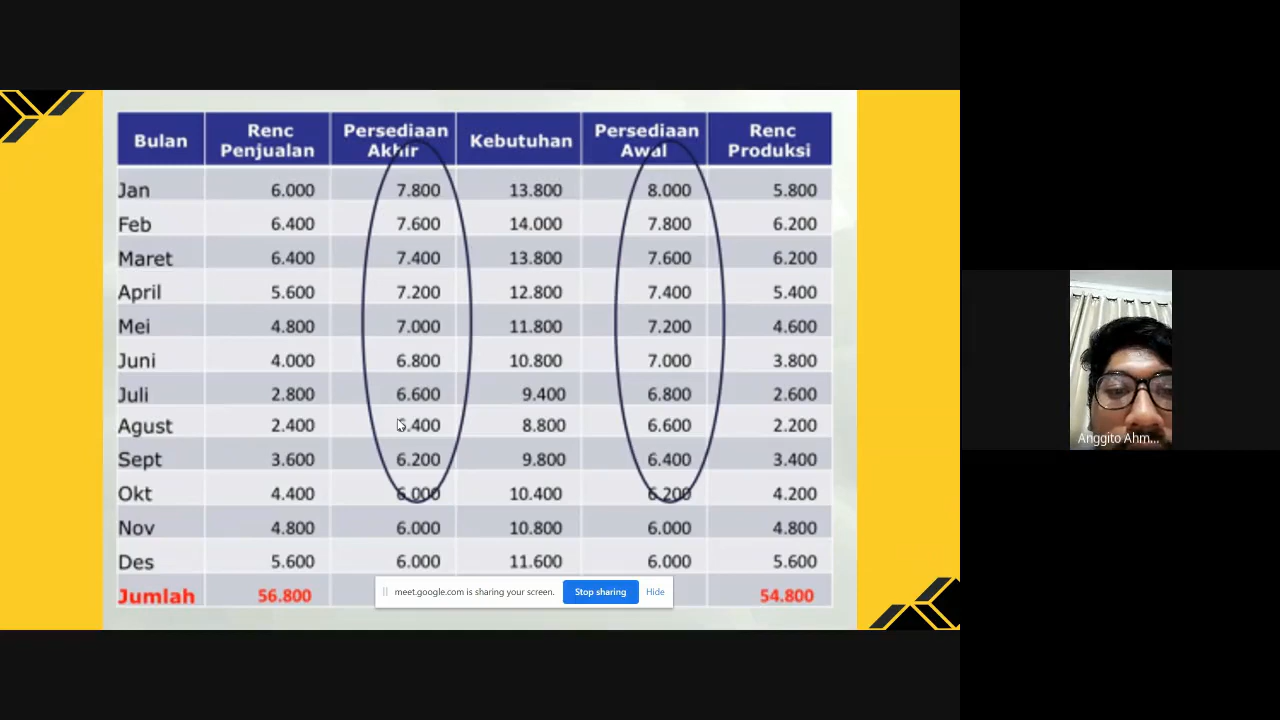 Bulan Renc Penjualan Persediaan Akhir Kebutuhan Persediaan Awal Renc Produksi
Jan 6.000 7.800 13.800 8.000 5.800
Feb 6.400 7.600 14.000 7.800 6.200
Maret 6.400 7.400 13.800 7.600 6.200
April 5.600 7.200 12.800 7.400 5.400
Mei 4.800 7.000 11.800 7.200 4.600
Juni 4.000 6.800 10.800 7.000 3.800
Juli 2.800 6.600 9.400 6.800 2.600
Agust 2.400 6.400 8.800 6.600 2.200
Sept 3.600 6.200 9.800 6.400 3.400
Okt 4.400 6.000 10.400 6.200 4.200
Nov 4.800 6.000 10.800 6.000 4.800
Des 5.600 6.000 11.600 6.000 5.600
Jumlah 56.800 54.800
meet.google.com is sharing your screen. Stop sharing Hide
Anggito Ahm...